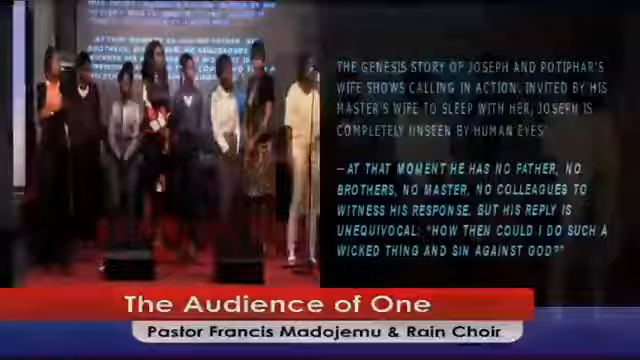 THE GENESIS STORY OF JOSEPH AND POTIPHAR'S
WIFE SHOWS CALLING IN ACTION. INVITED BY HIS
MASTER'S WIFE TO SLEEP WITH HER, JOSEPH IS
COMPLETELY UNSEEN BY HUMAN EYES'
—AT THAT MOMENT HE HAS NO FATHER, NO
BROTHERS, NO MASTER, NO COLLEAGUES TO
WITNESS HIS RESPONSE. BUT HIS REPLY IS
UNEQUIVOCAL: "HOW THEN COULD I DO SUCH A
WICKED THING AND SIN AGAINST GOD?"
The Audience of One
Pastor Francis Madojemu & Rain Choir